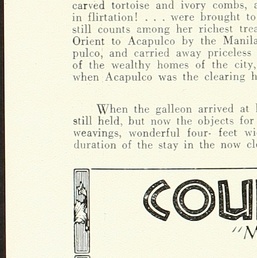 carved tortoise and ivory combs, a
in flirtation! . . . were brought to
still counts among her richest trea
Orient to Acapulco by the Manila
pulco, and carried away priceless
of the wealthy homes of the city,
when Acapulco was the clearing h
When the galleon arrived at
still held, but now the objects for
weavings, wonderful four- feet wi
duration of the stay in the now cl
COU
"M